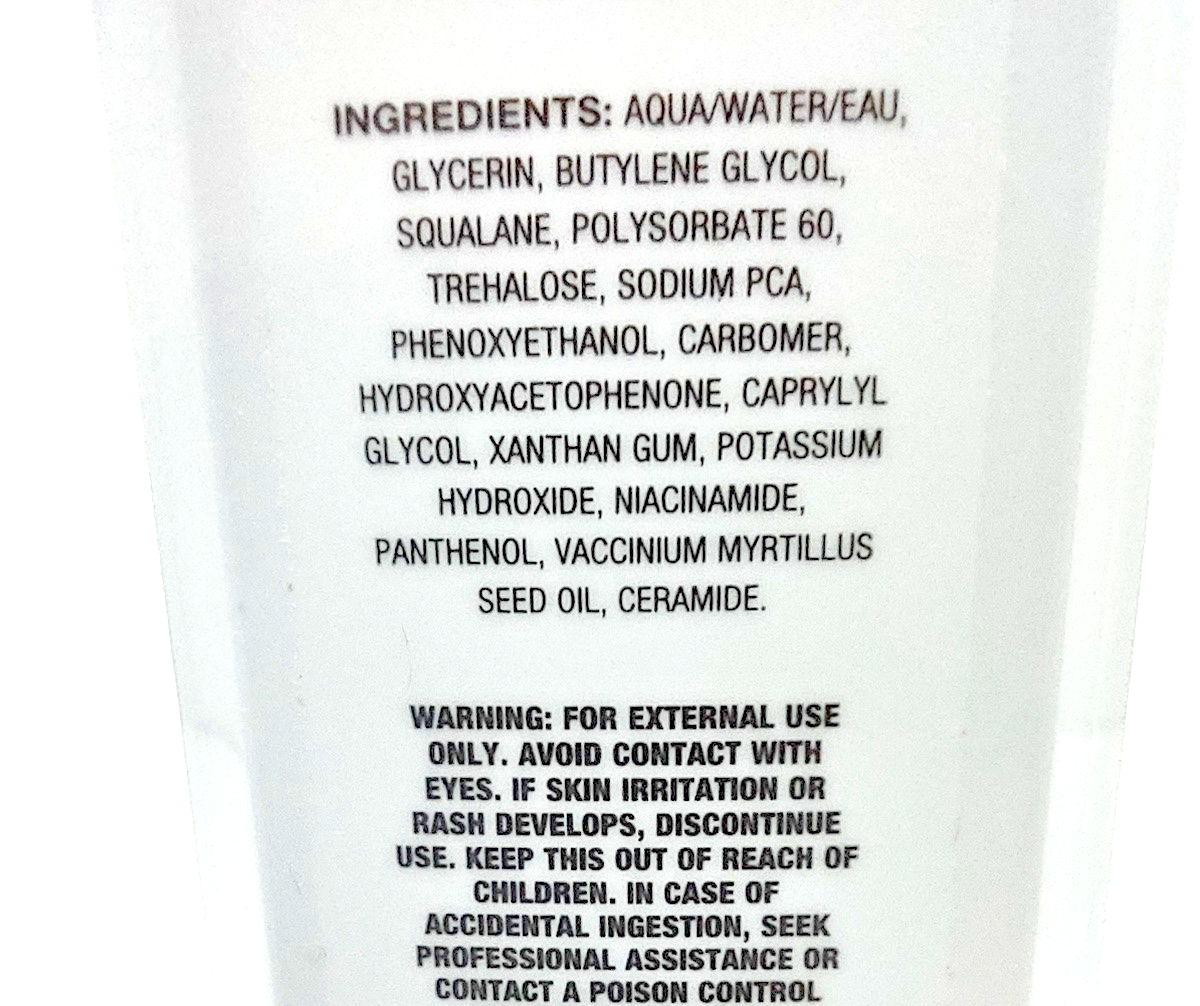 INGREDIENTS: AQUA/WATER/EAU,
GLYCERIN, BUTYLENE GLYCOL,
SQUALANE, POLYSORBATE 60,
TREHALOSE, SODIUM PCA,
PHENOXYETHANOL, CARBOMER,
HYDROXYACETOPHENONE, CAPRYLYL
GLYCOL, XANTHAN GUM, POTASSIUM
HYDROXIDE, NIACINAMIDE,
PANTHENOL, VACCINIUM MYRTILLUS
SEED OIL, CERAMIDE.
WARNING: FOR EXTERNAL USE
ONLY. AVOID CONTACT WITH
EYES. IF SKIN IRRITATION OR
RASH DEVELOPS, DISCONTINUE
USE. KEEP THIS OUT OF REACH OF
CHILDREN. IN CASE OF
ACCIDENTAL INGESTION, SEEK
PROFESSIONAL ASSISTANCE OR
CONTACT A POISON CONTROL